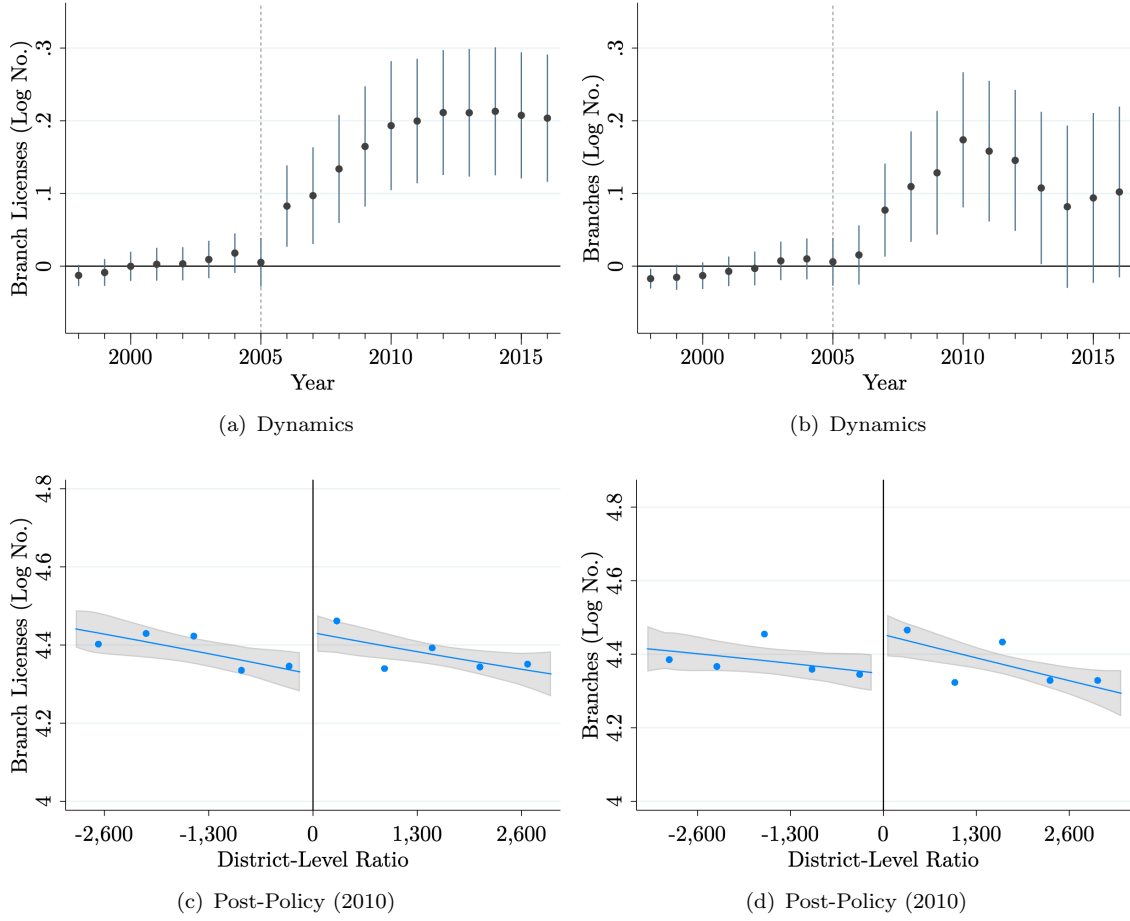 Branch Licenses (Log No.)
.3
.2
.1
0
2000 2005 2010 2015
Year
(a) Dynamics
Branches (Log No.)
.3
.2
.1
0
2000 2005 2010 2015
Year
(b) Dynamics
Branch Licenses (Log No.)
4.8
4.6
4.4
4.2
4
-2,600 -1,300 0 1,300 2,600
District-Level Ratio
(c) Post-Policy (2010)
Branches (Log No.)
4.8
4.6
4.4
4.2
4
-2,600 -1,300 0 1,300 2,600
District-Level Ratio
(d) Post-Policy (2010)